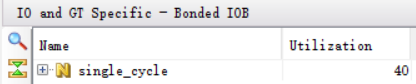 IO and GT Specific - Bonded IOB
Name Utilization
single_cycle 40